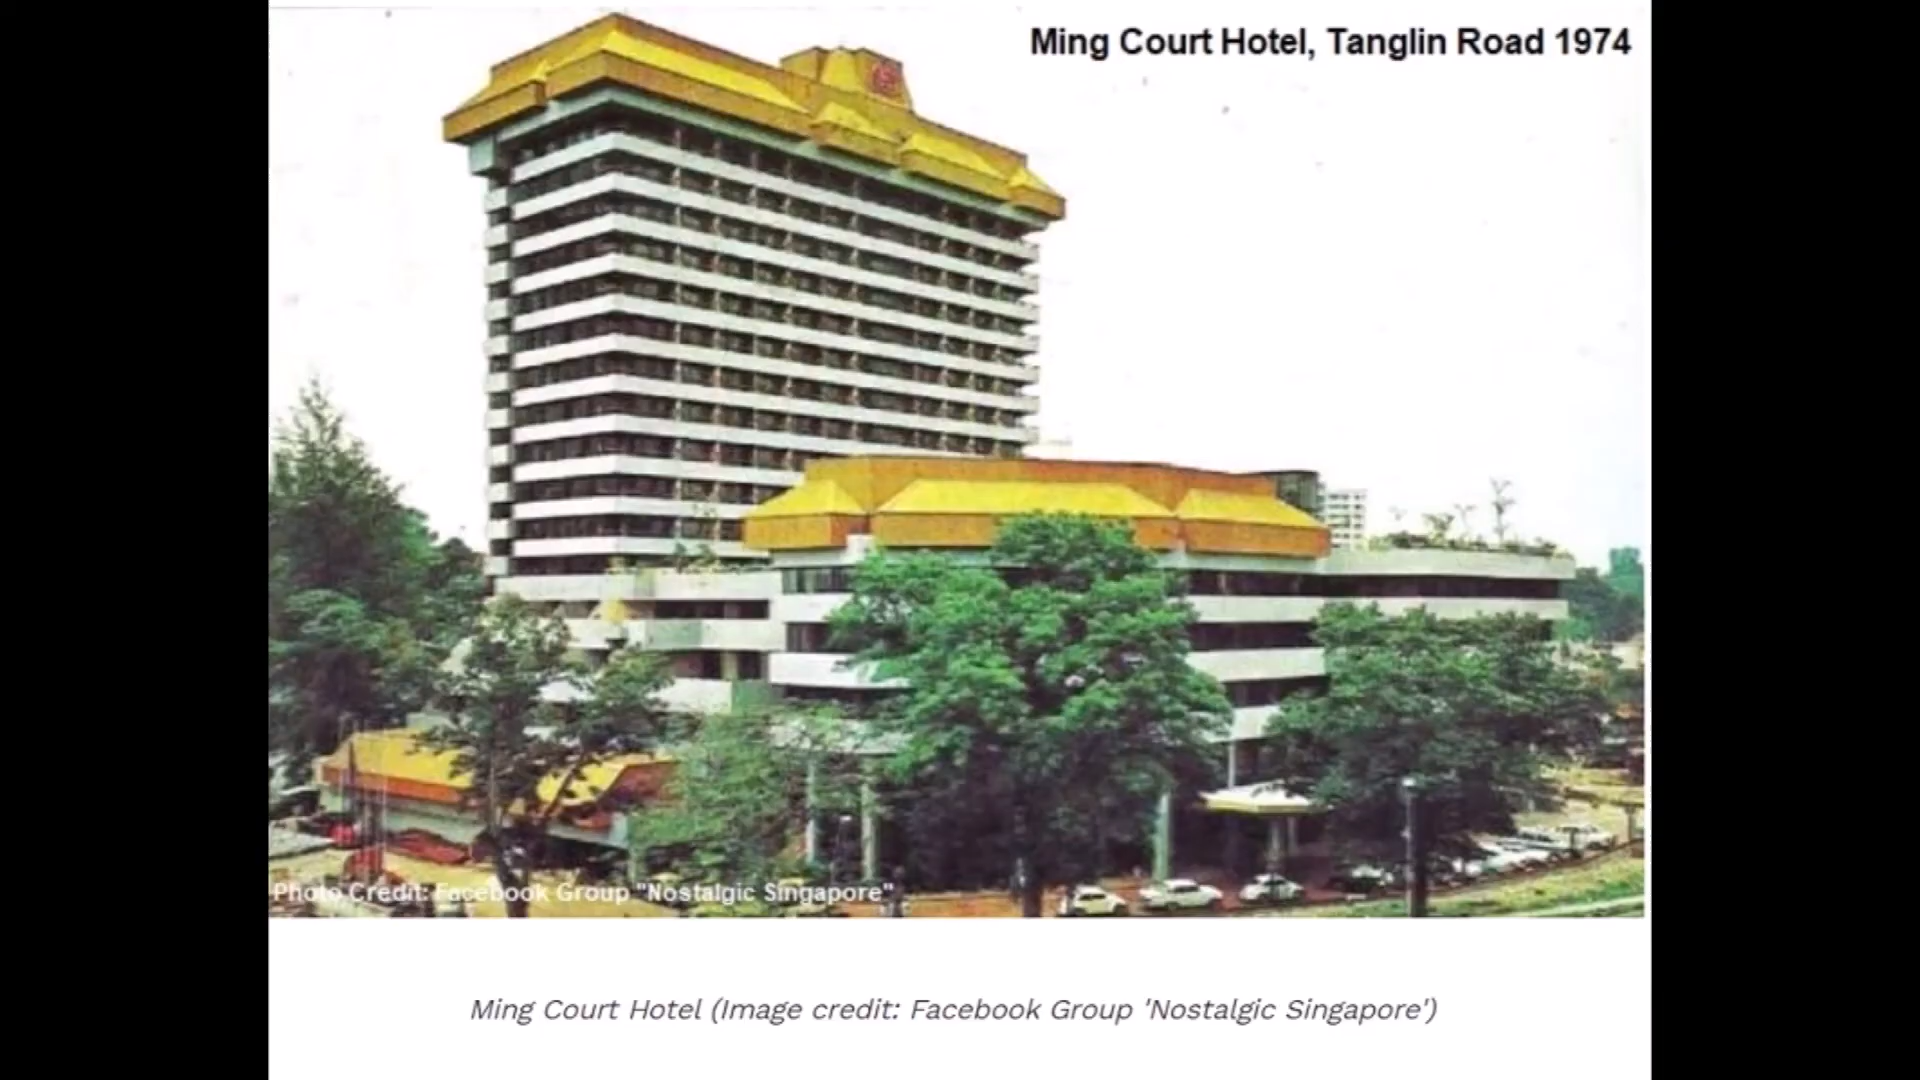 Ming Court Hotel, Tanglin Road 1974
Photo Credit: Facebook Group "Nostalgic Singapore"
Ming Court Hotel (Image credit: Facebook Group 'Nostalgic Singapore')